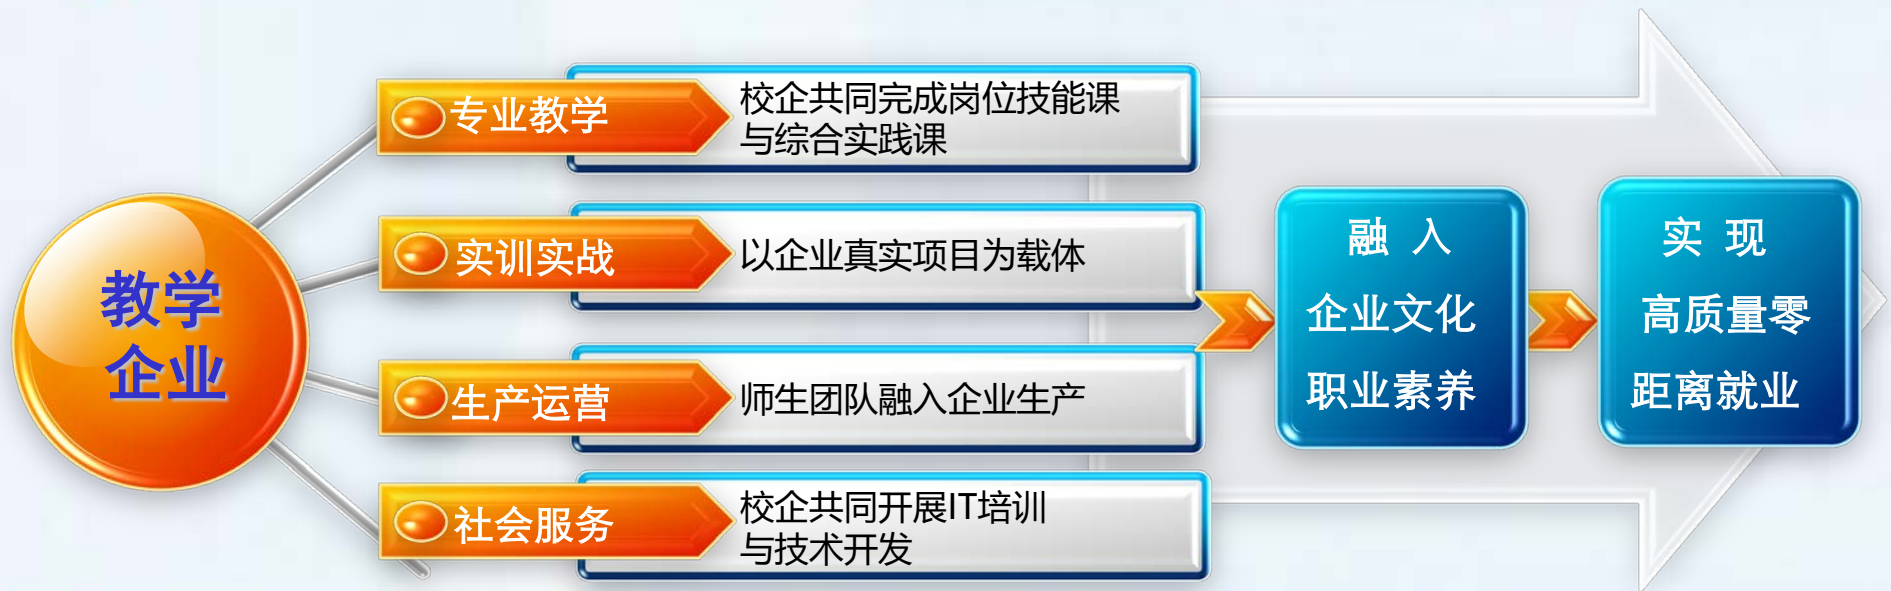 教学
企业
专业教学
校企共同完成岗位技能课
与综合实践课
实训实战
以企业真实项目为载体
生产运营
师生团队融入企业生产
社会服务
校企共同开展IT培训
与技术开发
融 入
企业文化
职业素养
实 现
高质量零
距离就业